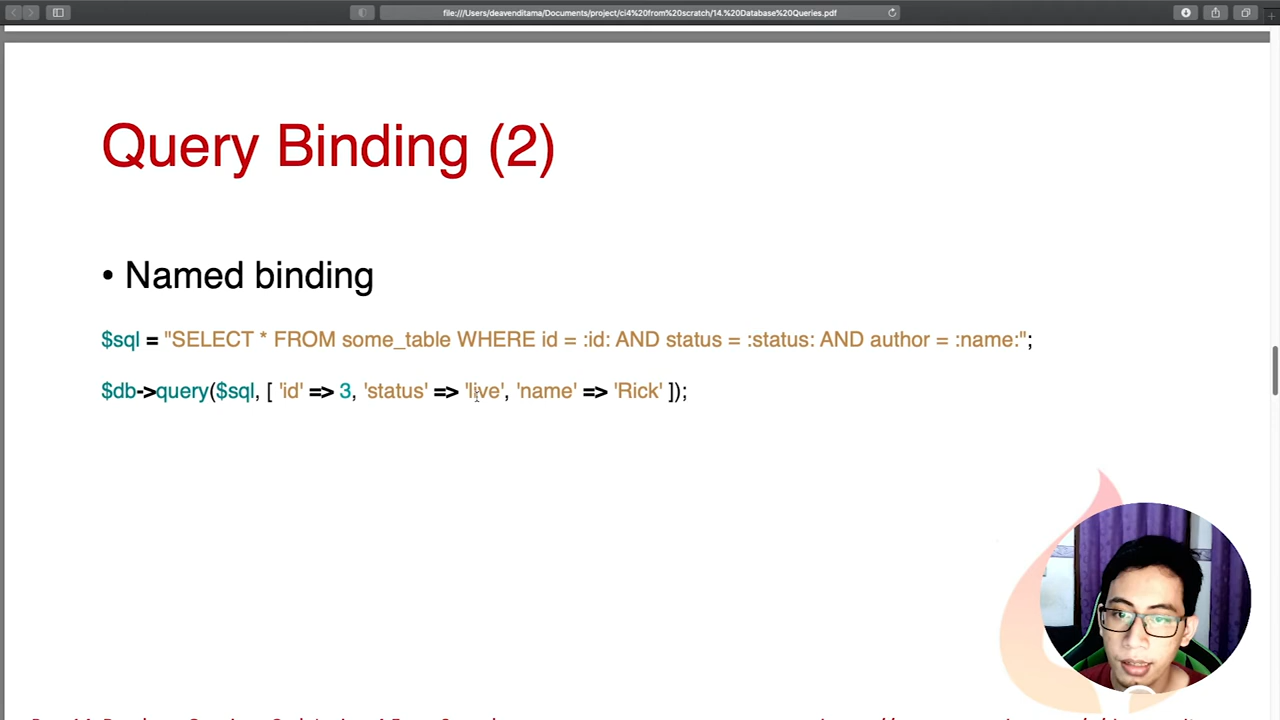 file:///Users/deavenditama/Documents/project/ci4%20from%20scratch/14.%20Database%20Queries.pdf
Query Binding (2)
• Named binding
$sql = "SELECT * FROM some_table WHERE id = :id: AND status = :status: AND author = :name:";
$db->query($sql, [ 'id' => 3, 'status' => 'live', 'name' => 'Rick' ]);